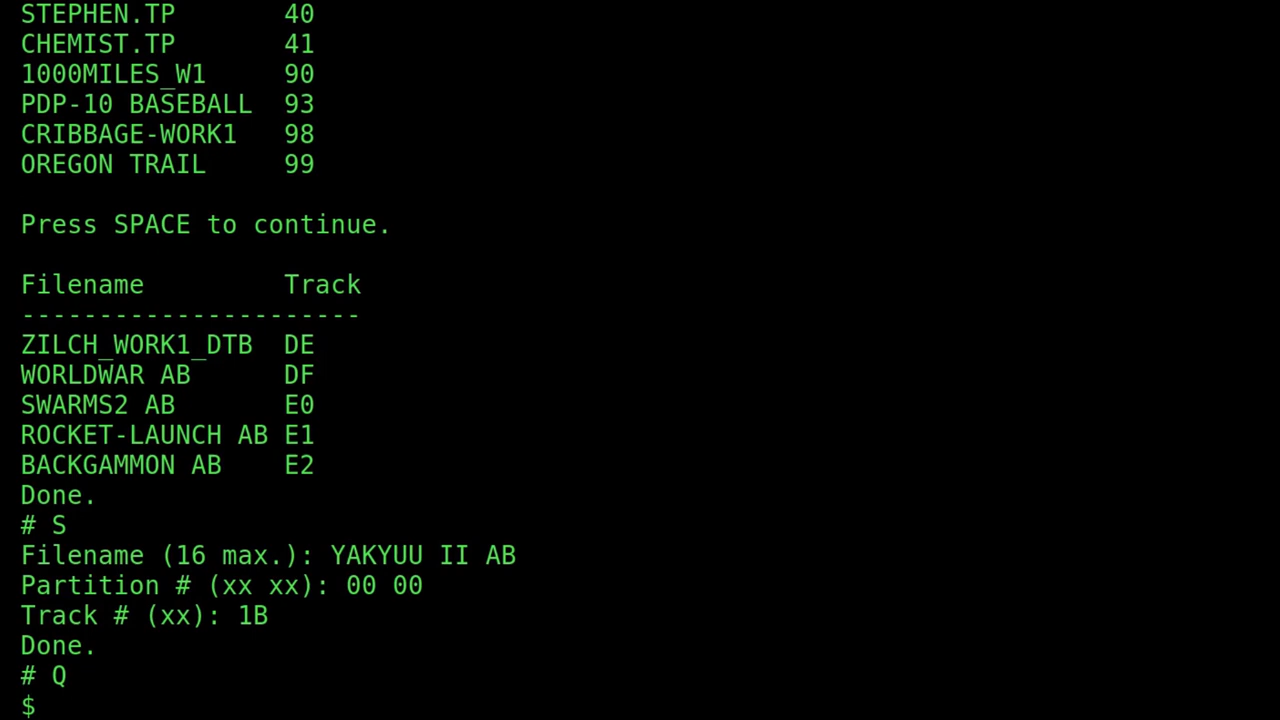 STEPHEN.TP       40
CHEMIST.TP       41
1000MILES_W1     90
PDP-10 BASEBALL  93
CRIBBAGE-WORK1   98
OREGON TRAIL     99
Press SPACE to continue.
Filename         Track
----------------------
ZILCH_WORK1_DTB  DE
WORLDWAR AB      DF
SWARMS2 AB       E0
ROCKET-LAUNCH AB E1
BACKGAMMON AB    E2
Done.
# S
Filename (16 max.): YAKYUU II AB
Partition # (xx xx): 00 00
Track # (xx): 1B
Done.
# Q
$